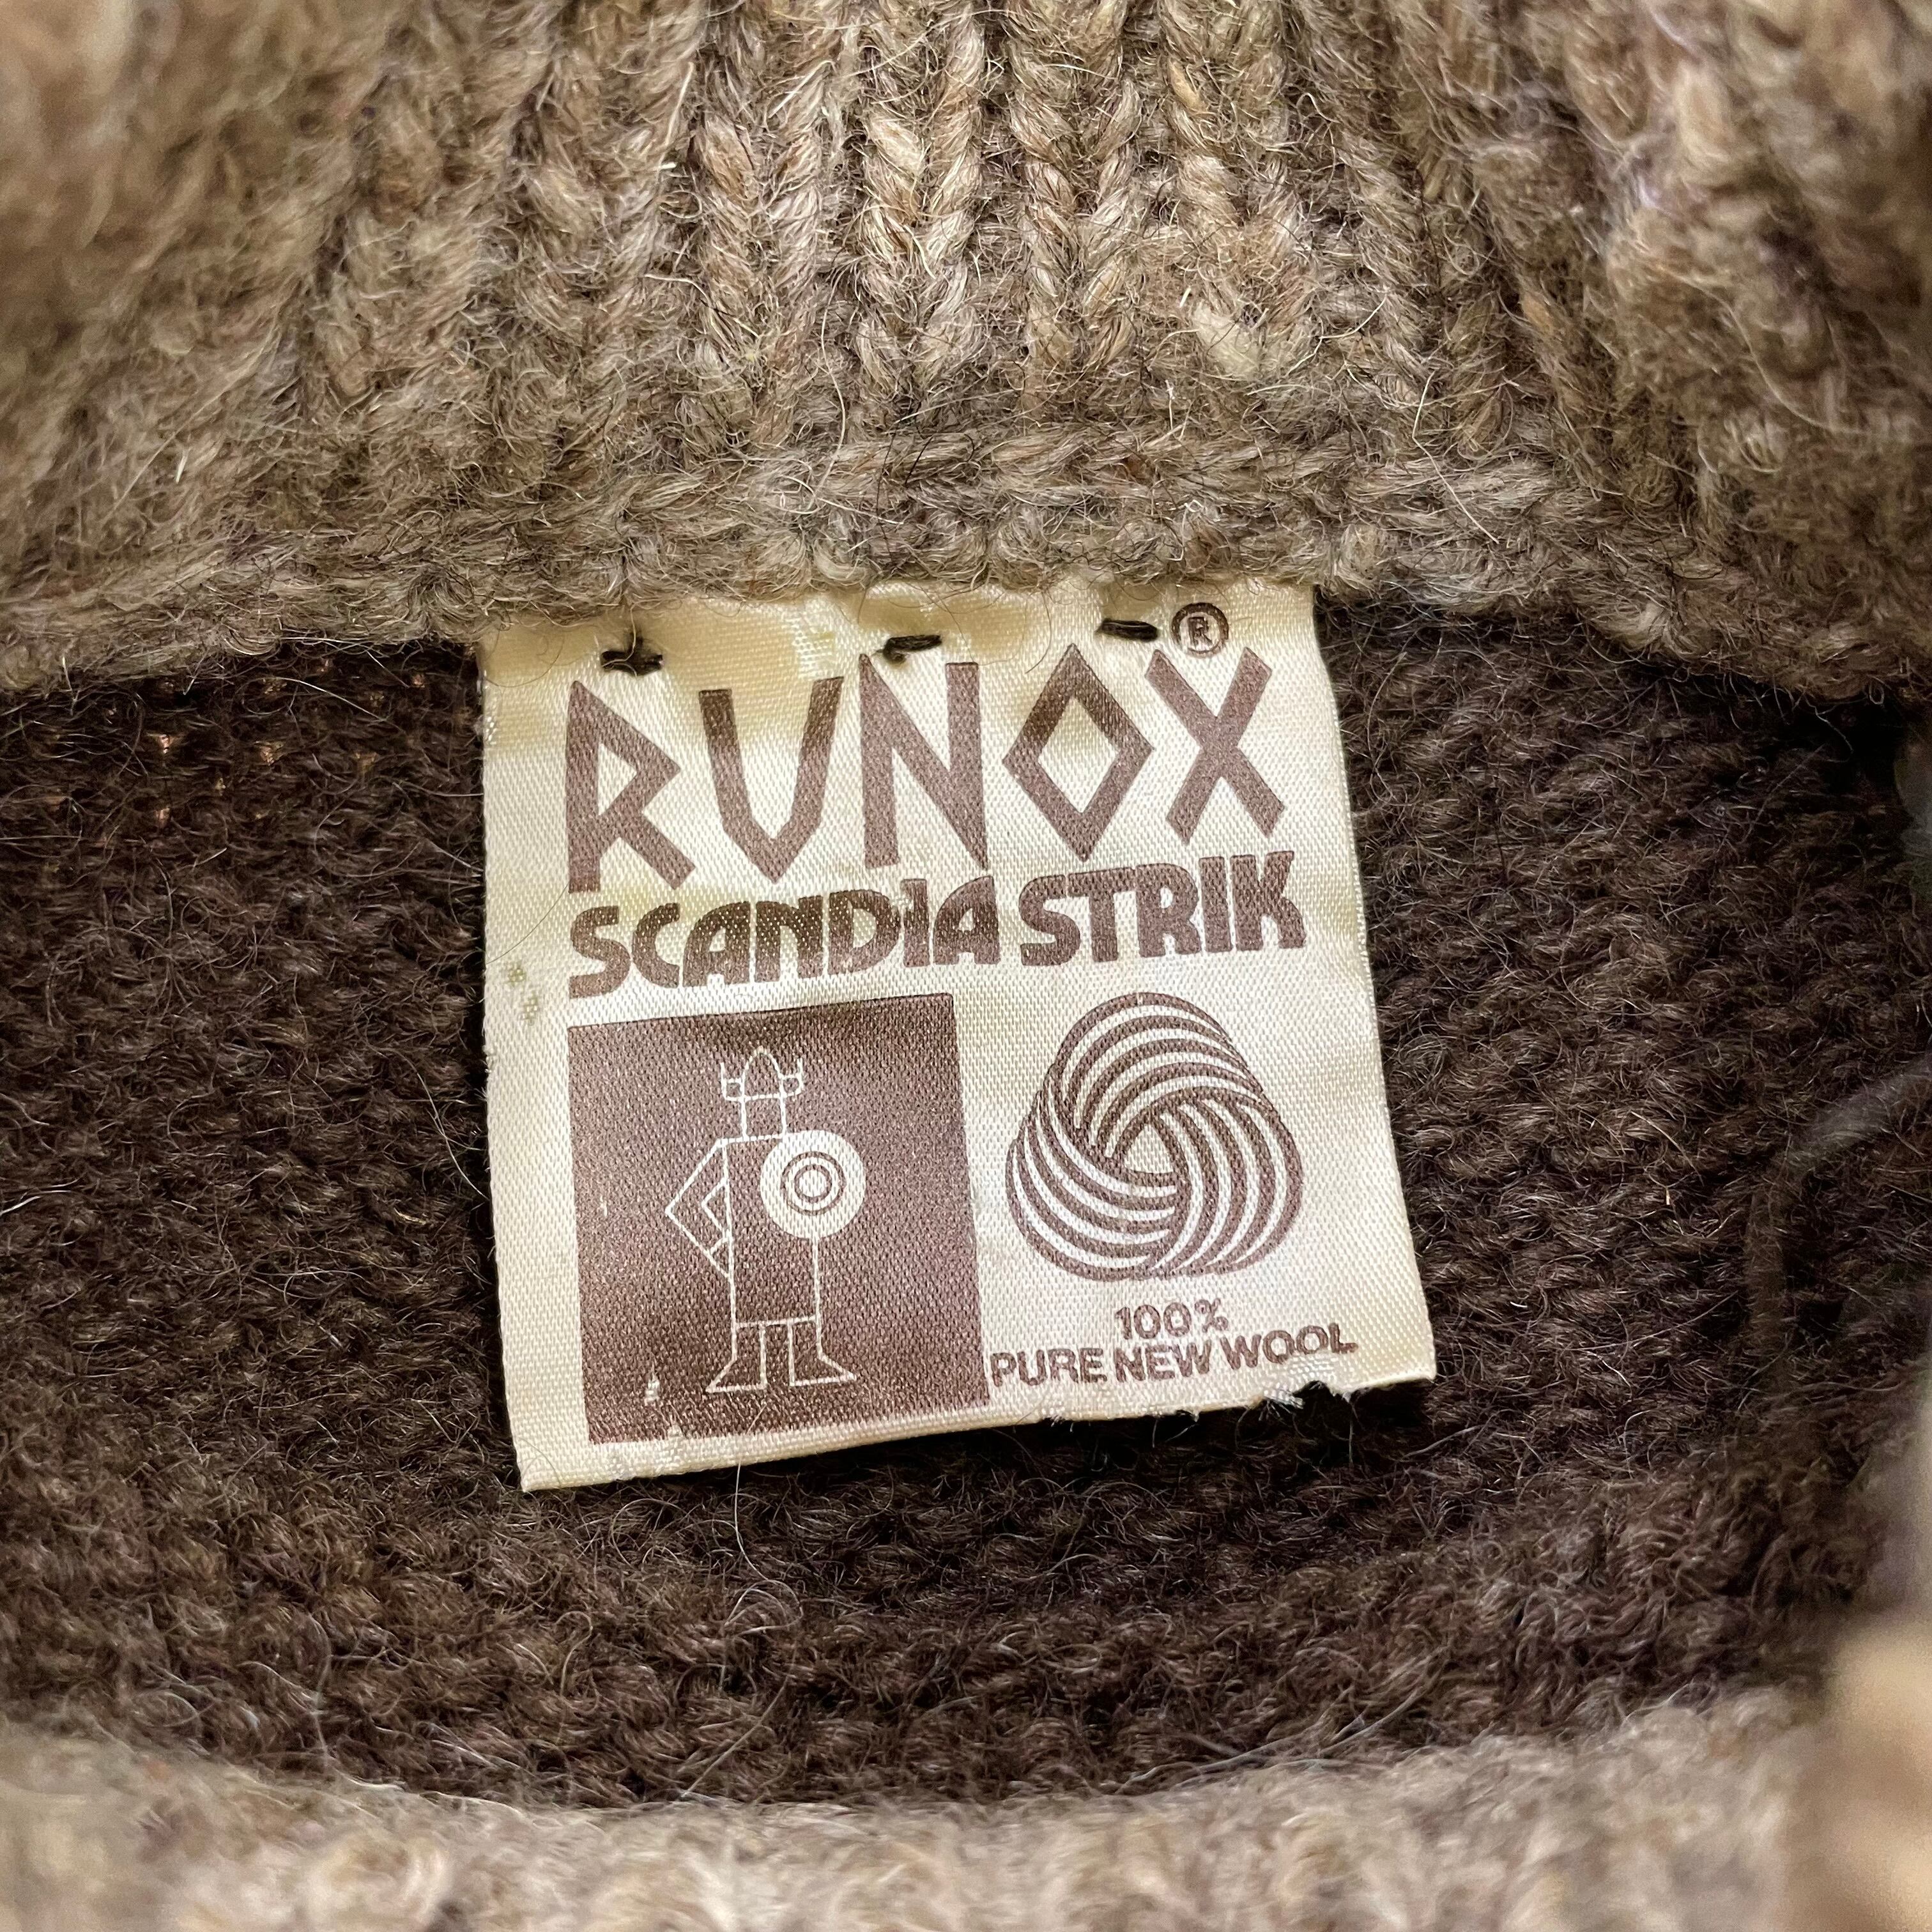 RUNOX ®
SCANDIA STRIK
100%
PURE NEW WOOL